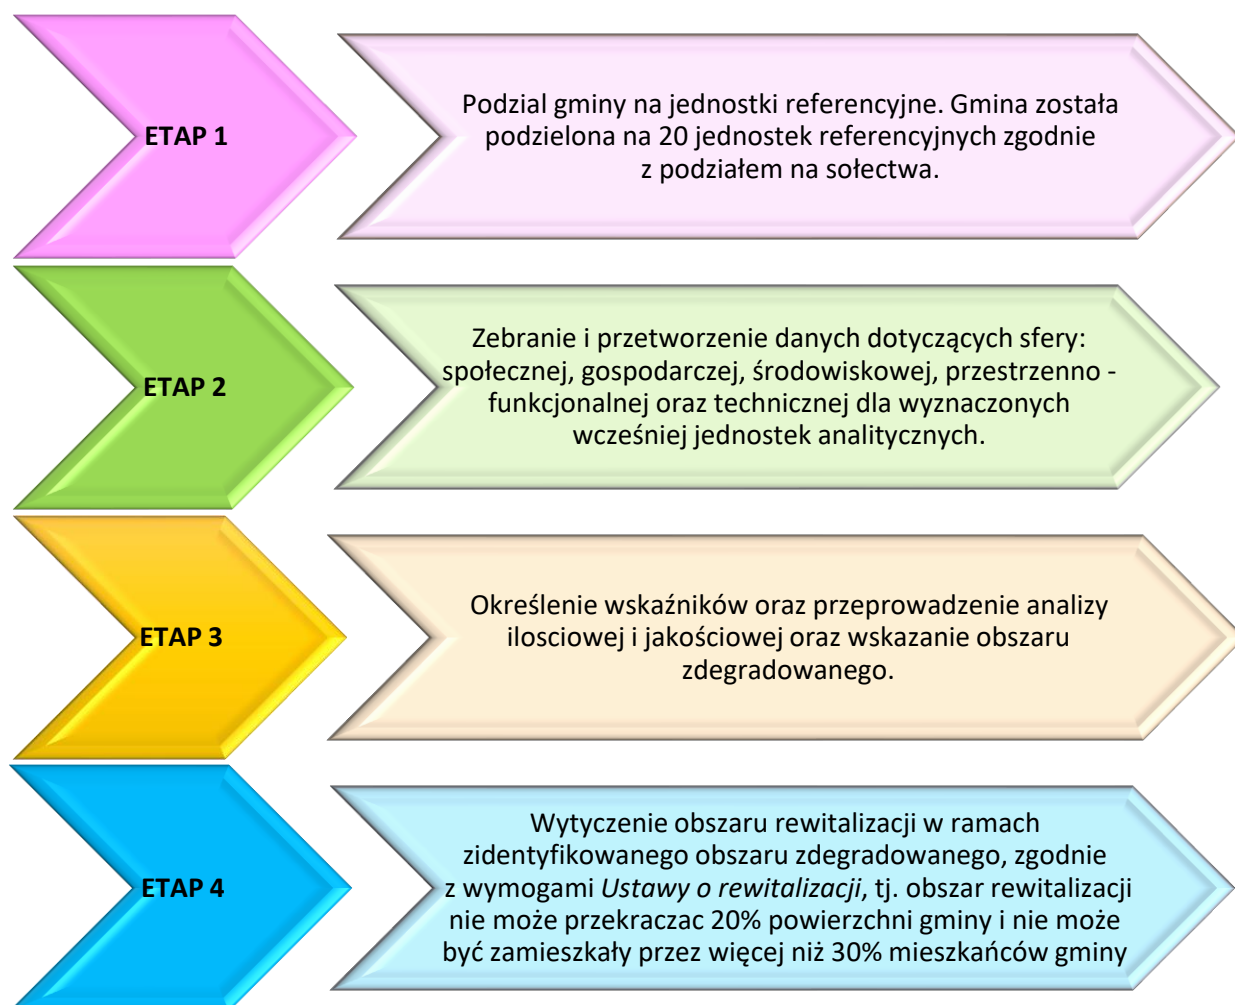 ETAP 1
Podzial gminy na jednostki referencyjne. Gmina została
podzielona na 20 jednostek referencyjnych zgodnie
z podziałem na sołectwa.
ETAP 2
Zebranie i przetworzenie danych dotyczących sfery:
społecznej, gospodarczej, środowiskowej, przestrzenno -
funkcjonalnej oraz technicznej dla wyznaczonych
wcześniej jednostek analitycznych.
ETAP 3
Określenie wskaźników oraz przeprowadzenie analizy
ilosciowej i jakościowej oraz wskazanie obszaru
zdegradowanego.
ETAP 4
Wytyczenie obszaru rewitalizacji w ramach
zidentyfikowanego obszaru zdegradowanego, zgodnie
z wymogami Ustawy o rewitalizacji, tj. obszar rewitalizacji
nie może przekraczac 20% powierzchni gminy i nie może
być zamieszkały przez więcej niż 30% mieszkańców gminy